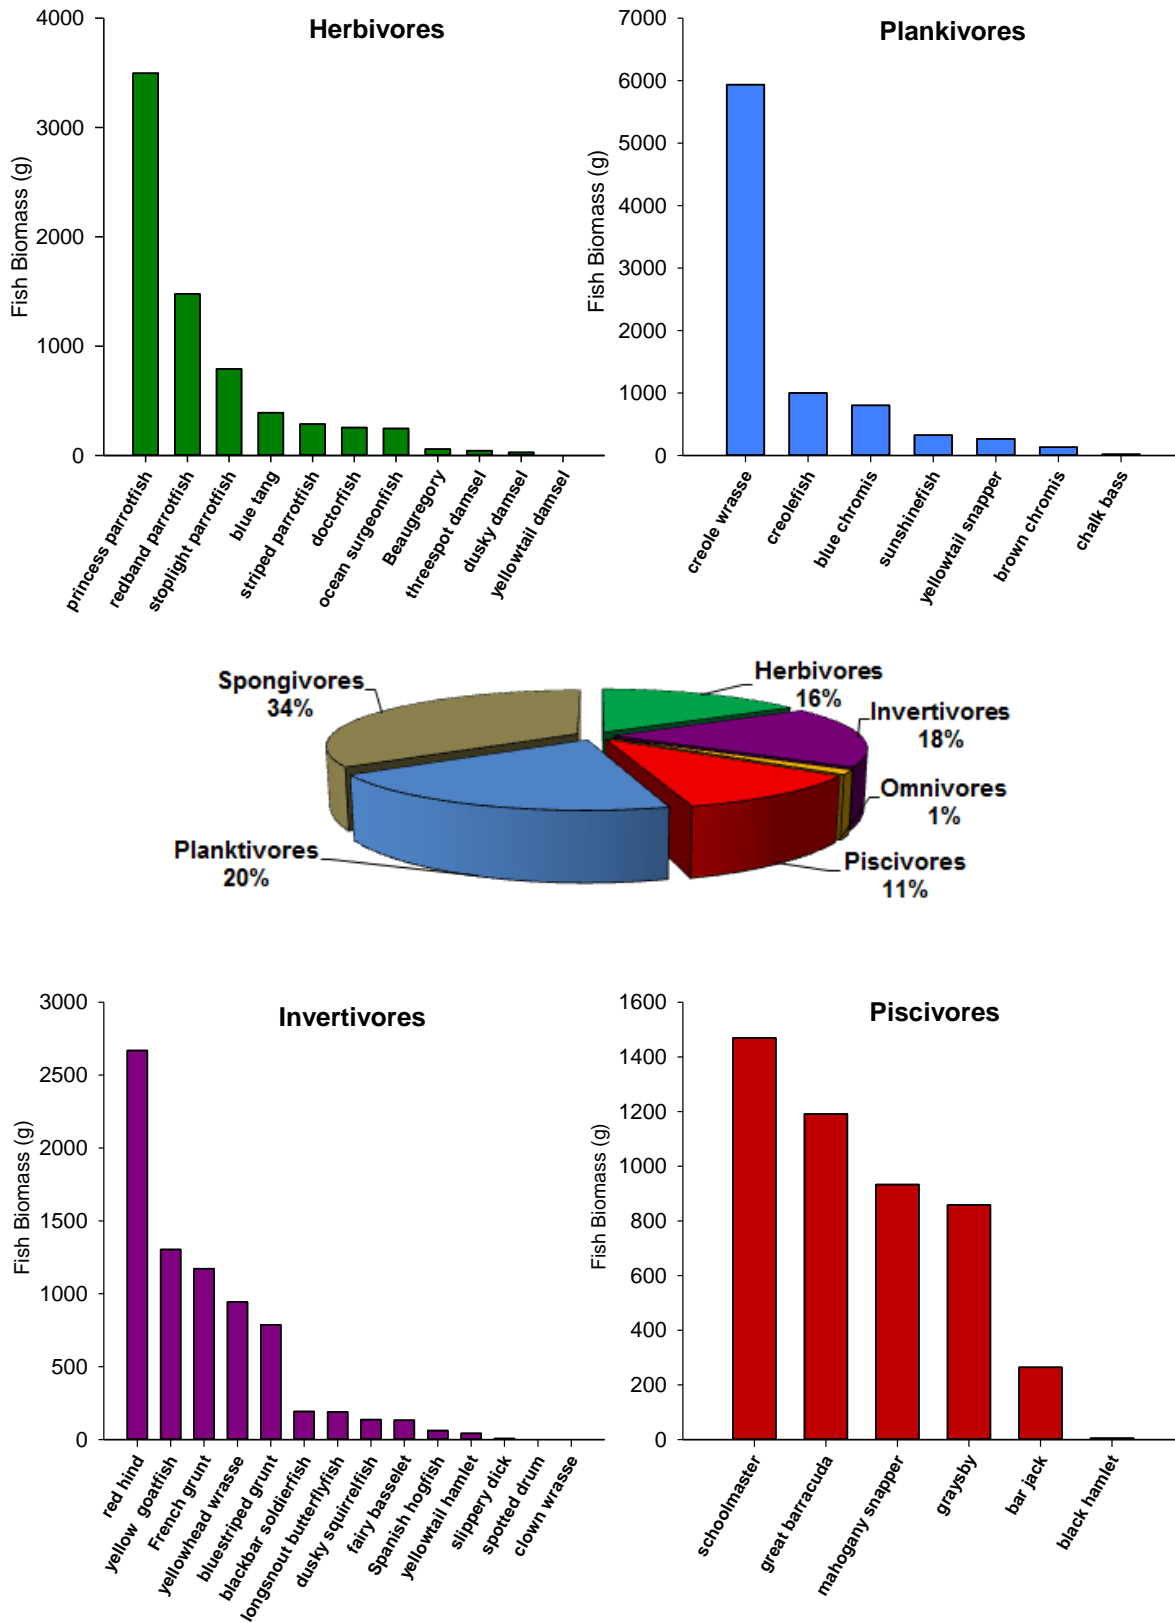 Herbivores
Fish Biomass (g)
4000
3000
2000
1000
0
princess parrotfish
redband parrotfish
stoplight parrotfish
blue tang
striped parrotfish
doctorfish
ocean surgeonfish
Beaugregory
threespot damsel
dusky damsel
yellowtail damsel
Plankivores
Fish Biomass (g)
7000
6000
5000
4000
3000
2000
1000
0
creole wrasse
creolefish
blue chromis
sunshinefish
yellowtail snapper
brown chromis
chalk bass
Spongivores
34%
Herbivores
16%
Invertivores
18%
Omnivores
1%
Piscivores
11%
Planktivores
20%
Invertivores
Fish Biomass (g)
3000
2500
2000
1500
1000
500
0
red hind
yellow goatfish
French grunt
yellowhead wrasse
bluestriped grunt
blackbar soldierfish
longsnout butterflyfish
dusky squirrelfish
fairy basselet
Spanish hogfish
yellowtail hamlet
slippery dick
spotted drum
clown wrasse
Piscivores
Fish Biomass (g)
1600
1400
1200
1000
800
600
400
200
0
schoolmaster
great barracuda
mahogany snapper
graysby
bar jack
black hamlet